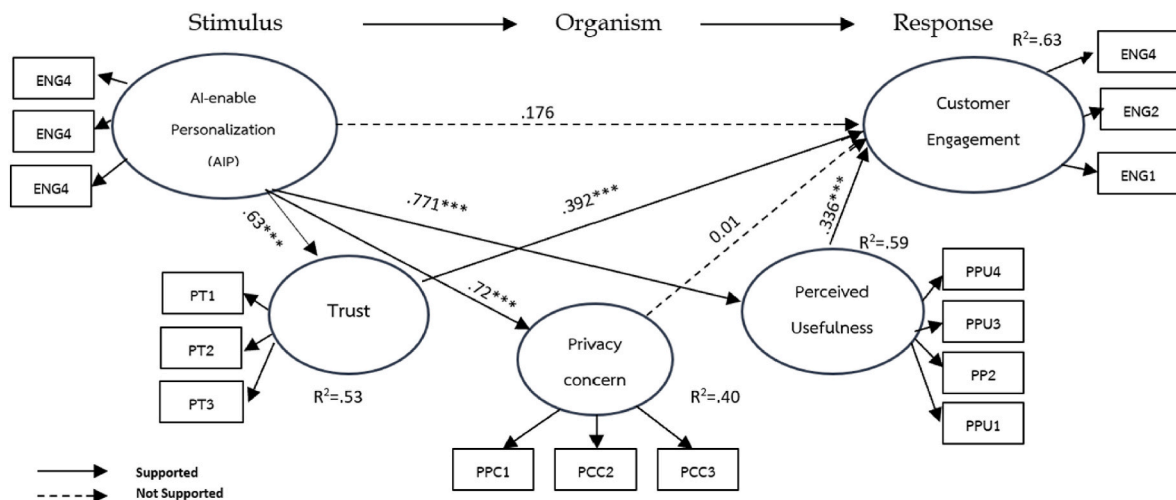 Stimulus
Organism
Response
R²=.63
ENG4
ENG4
ENG4
AI-enable
Personalization
(AIP)
.176
Customer
Engagement
ENG4
ENG2
ENG1
.63***
.771***
.392***
.72***
0.01
.336***
R²=.59
PT1
PT2
PT3
Trust
R²=.53
Privacy
concern
R²=.40
Perceived
Usefulness
PPU4
PPU3
PP2
PPU1
PPC1
PCC2
PCC3
Supported
Not Supported